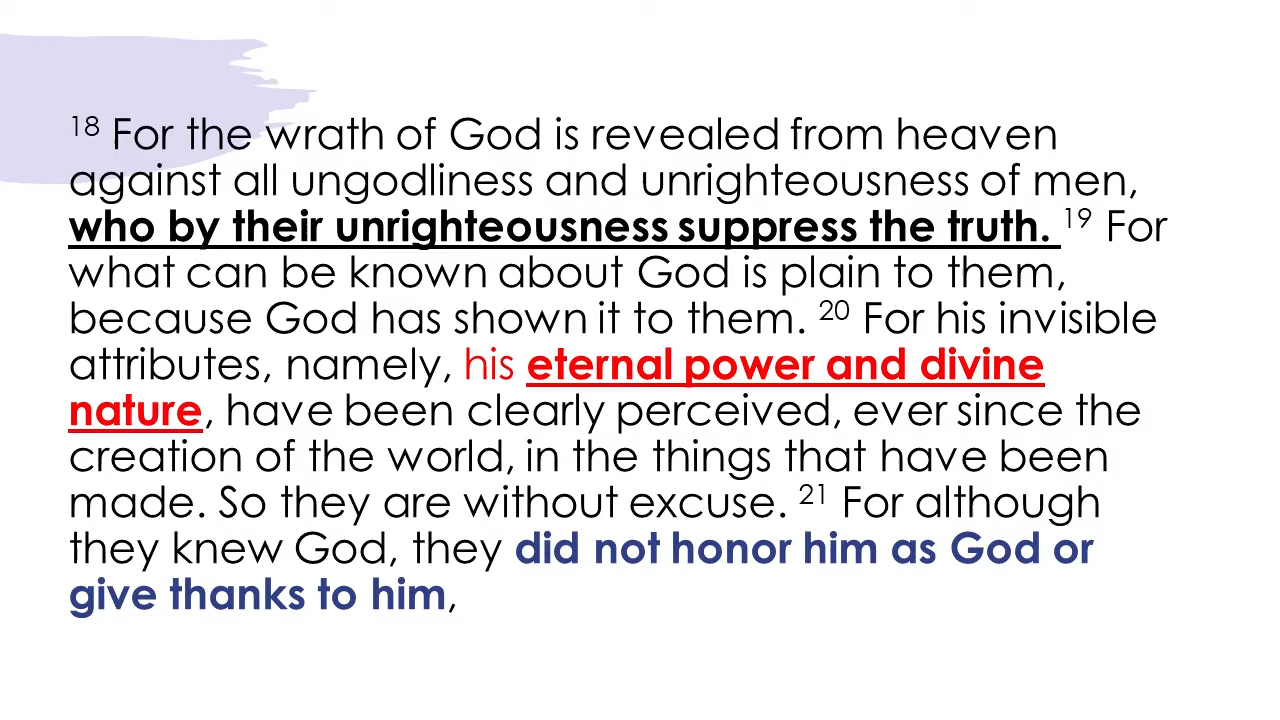 18 For the wrath of God is revealed from heaven
against all ungodliness and unrighteousness of men,
who by their unrighteousness suppress the truth. 19 For
what can be known about God is plain to them,
because God has shown it to them. 20 For his invisible
attributes, namely, his eternal power and divine
nature, have been clearly perceived, ever since the
creation of the world, in the things that have been
made. So they are without excuse. 21 For although
they knew God, they did not honor him as God or
give thanks to him,